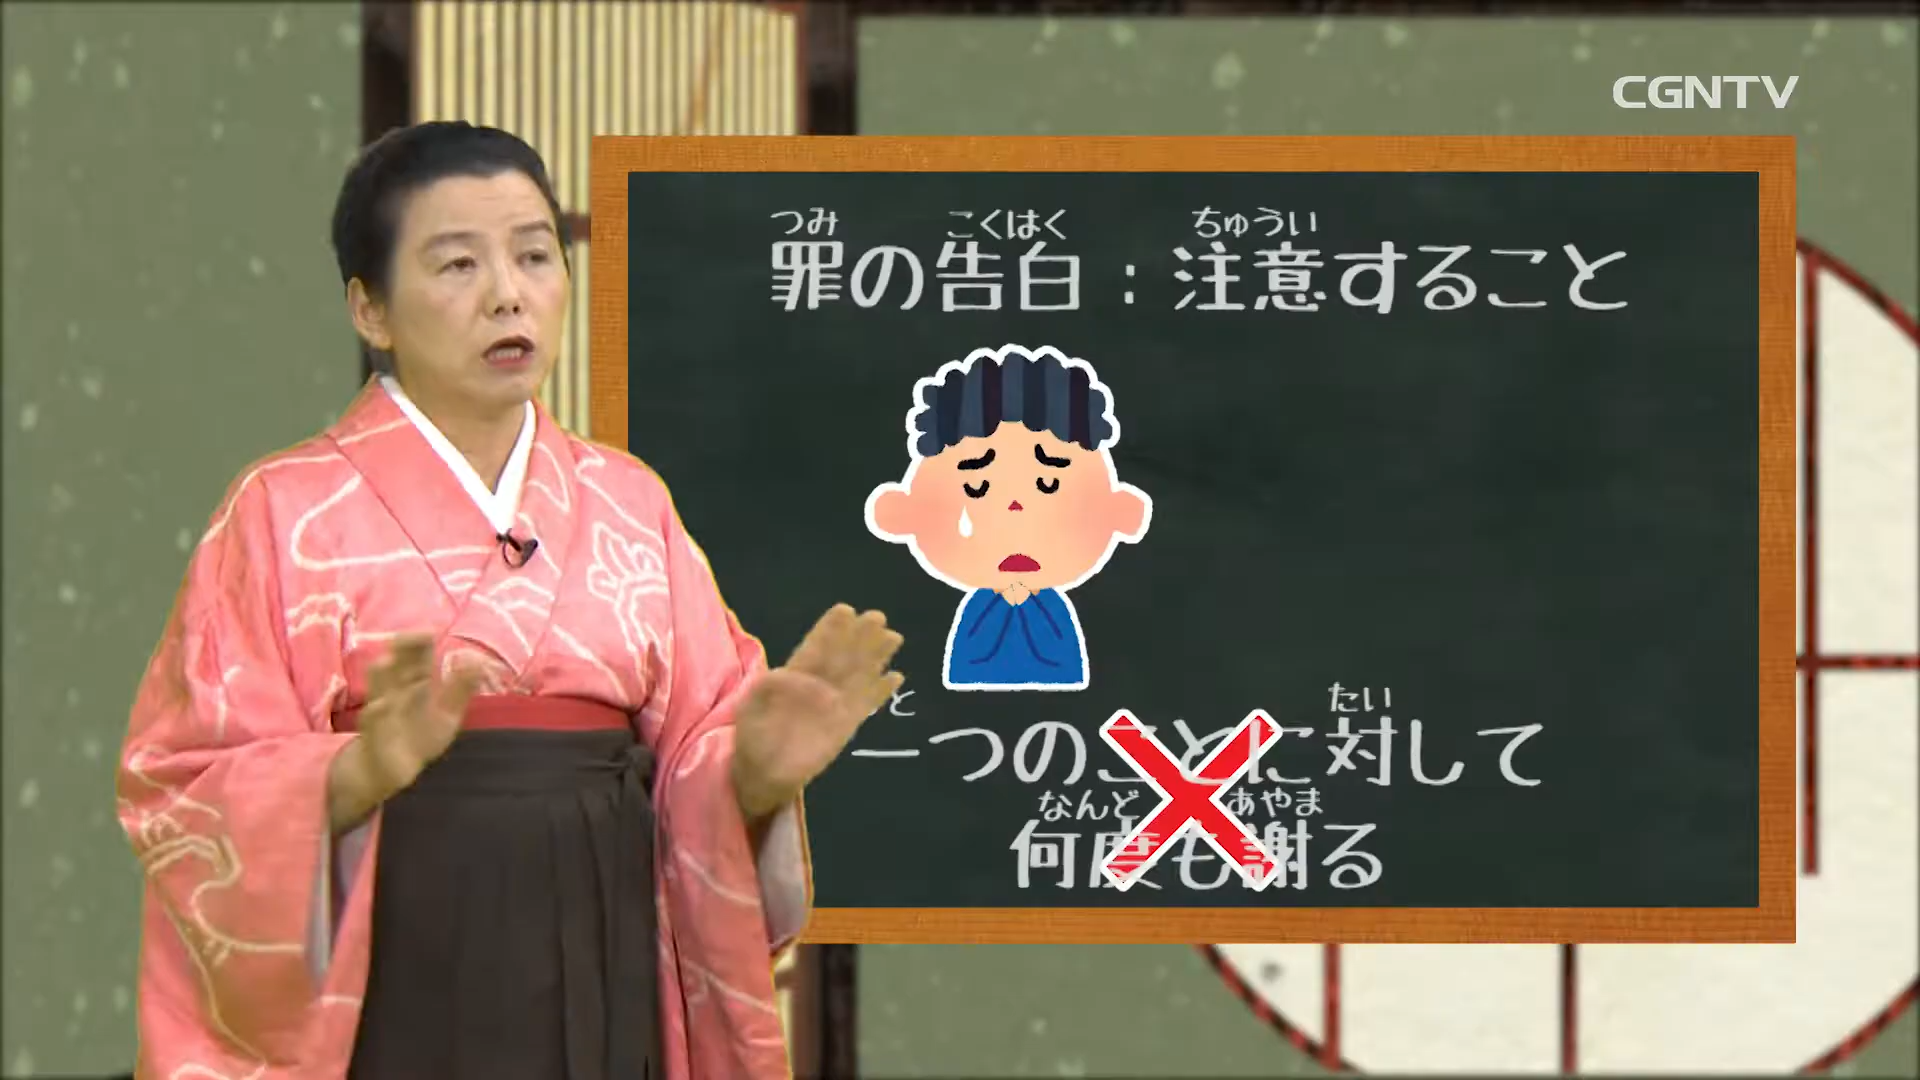 CGNTV
つみ こくはく ちゅうい
罪の告白：注意すること
と たい
一つのことに対して
なんど あやま
何度も謝る